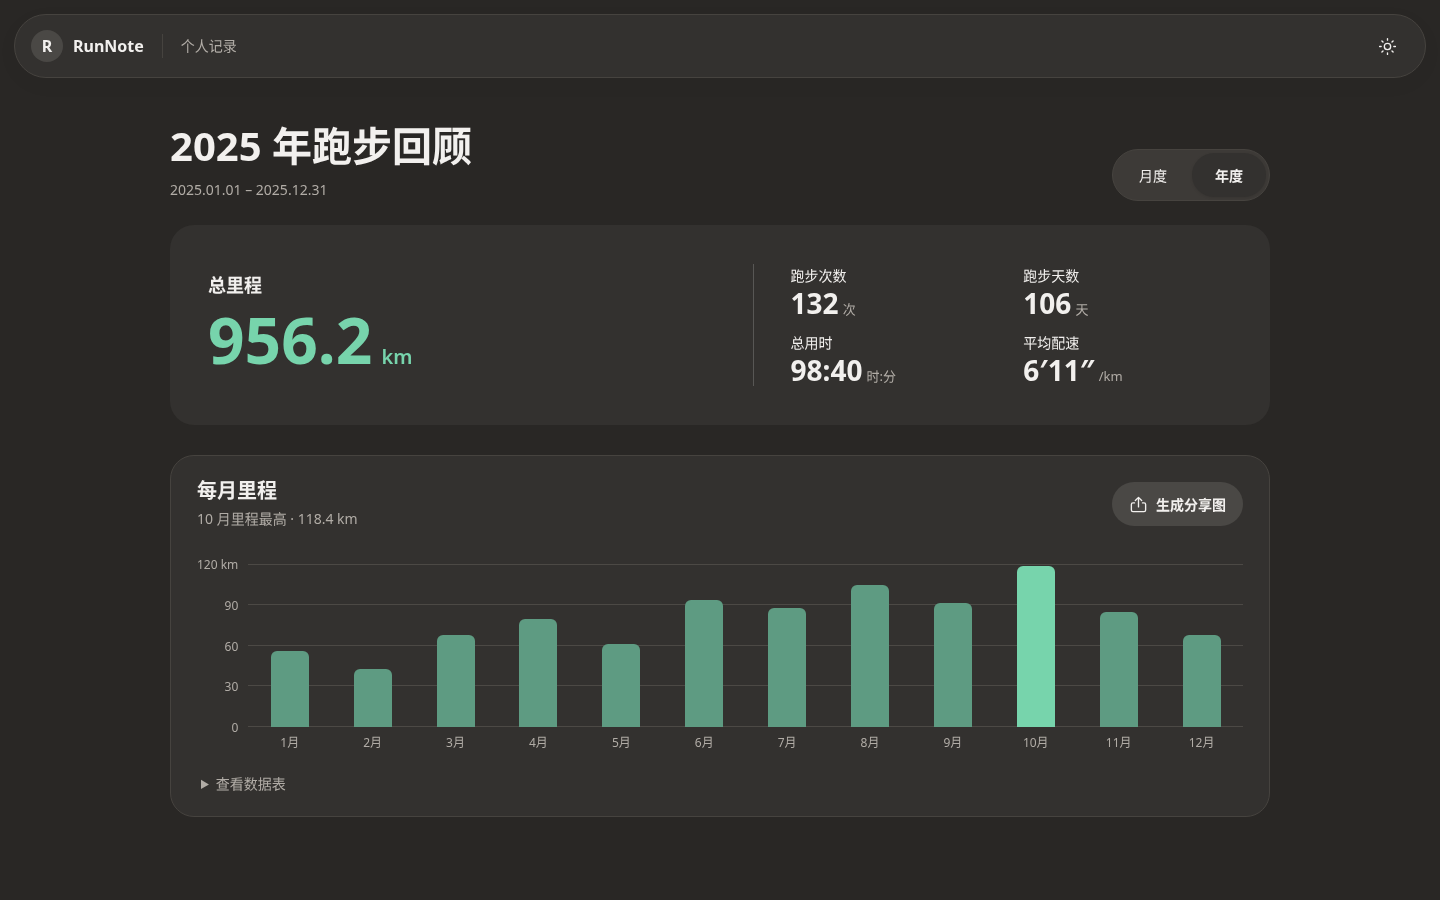 R RunNote 个人记录
2025 年跑步回顾
2025.01.01 – 2025.12.31
月度 年度
总里程
956.2 km
跑步次数
132 次
跑步天数
106 天
总用时
98:40 时:分
平均配速
6′11″ /km
每月里程
10 月里程最高 · 118.4 km
生成分享图
120 km
90
60
30
0
1月 2月 3月 4月 5月 6月 7月 8月 9月 10月 11月 12月
查看数据表